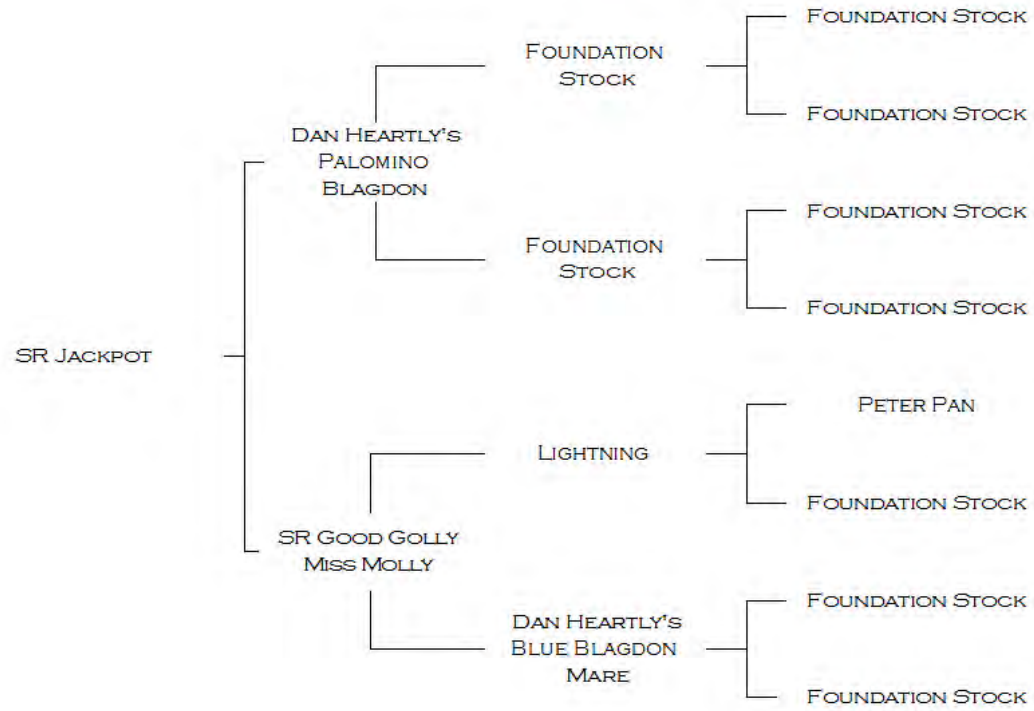 Foundation Stock
Foundation
Stock
Foundation Stock
Dan Heartly's
Palomino
Blagdon
Foundation Stock
Foundation
Stock
Foundation Stock
SR Jackpot
Peter Pan
Lightning
Foundation Stock
SR Good Golly
Miss Molly
Foundation Stock
Dan Heartly's
Blue Blagdon
Mare
Foundation Stock